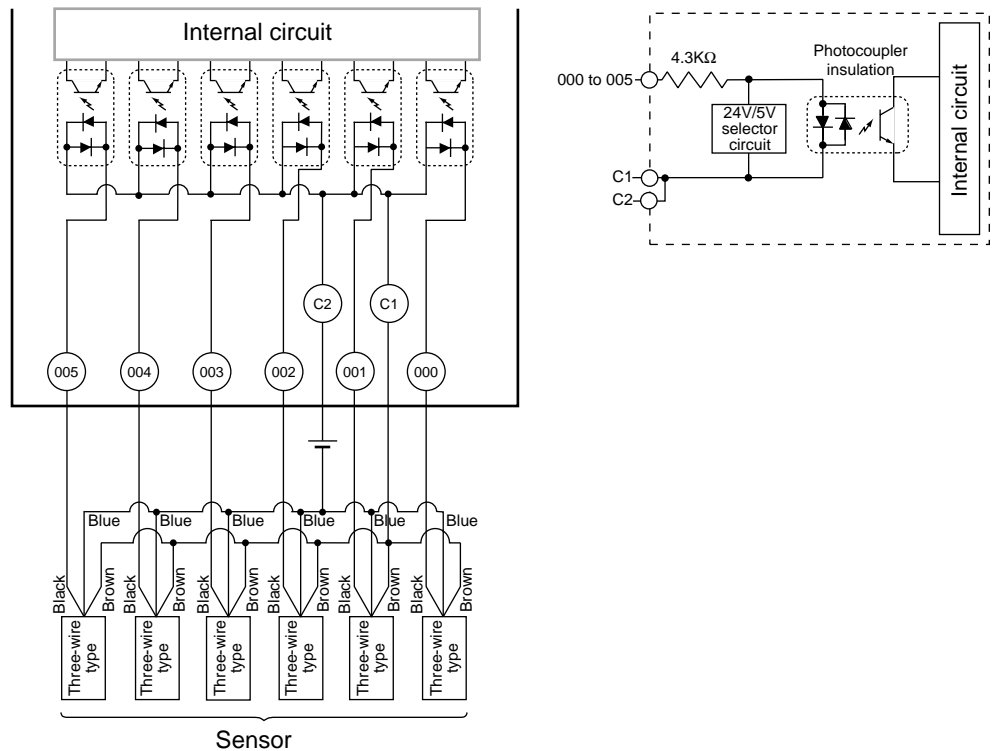 Internal circuit
C2
C1
005
004
003
002
001
000
Blue
Blue
Blue
Blue
Blue
Blue
Black
Brown
Black
Brown
Black
Brown
Black
Brown
Black
Brown
Black
Brown
Three-wire
type
Three-wire
type
Three-wire
type
Three-wire
type
Three-wire
type
Three-wire
type
Sensor
4.3KΩ
Photocoupler
insulation
000 to 005
24V/5V
selector
circuit
C1
C2
Internal circuit